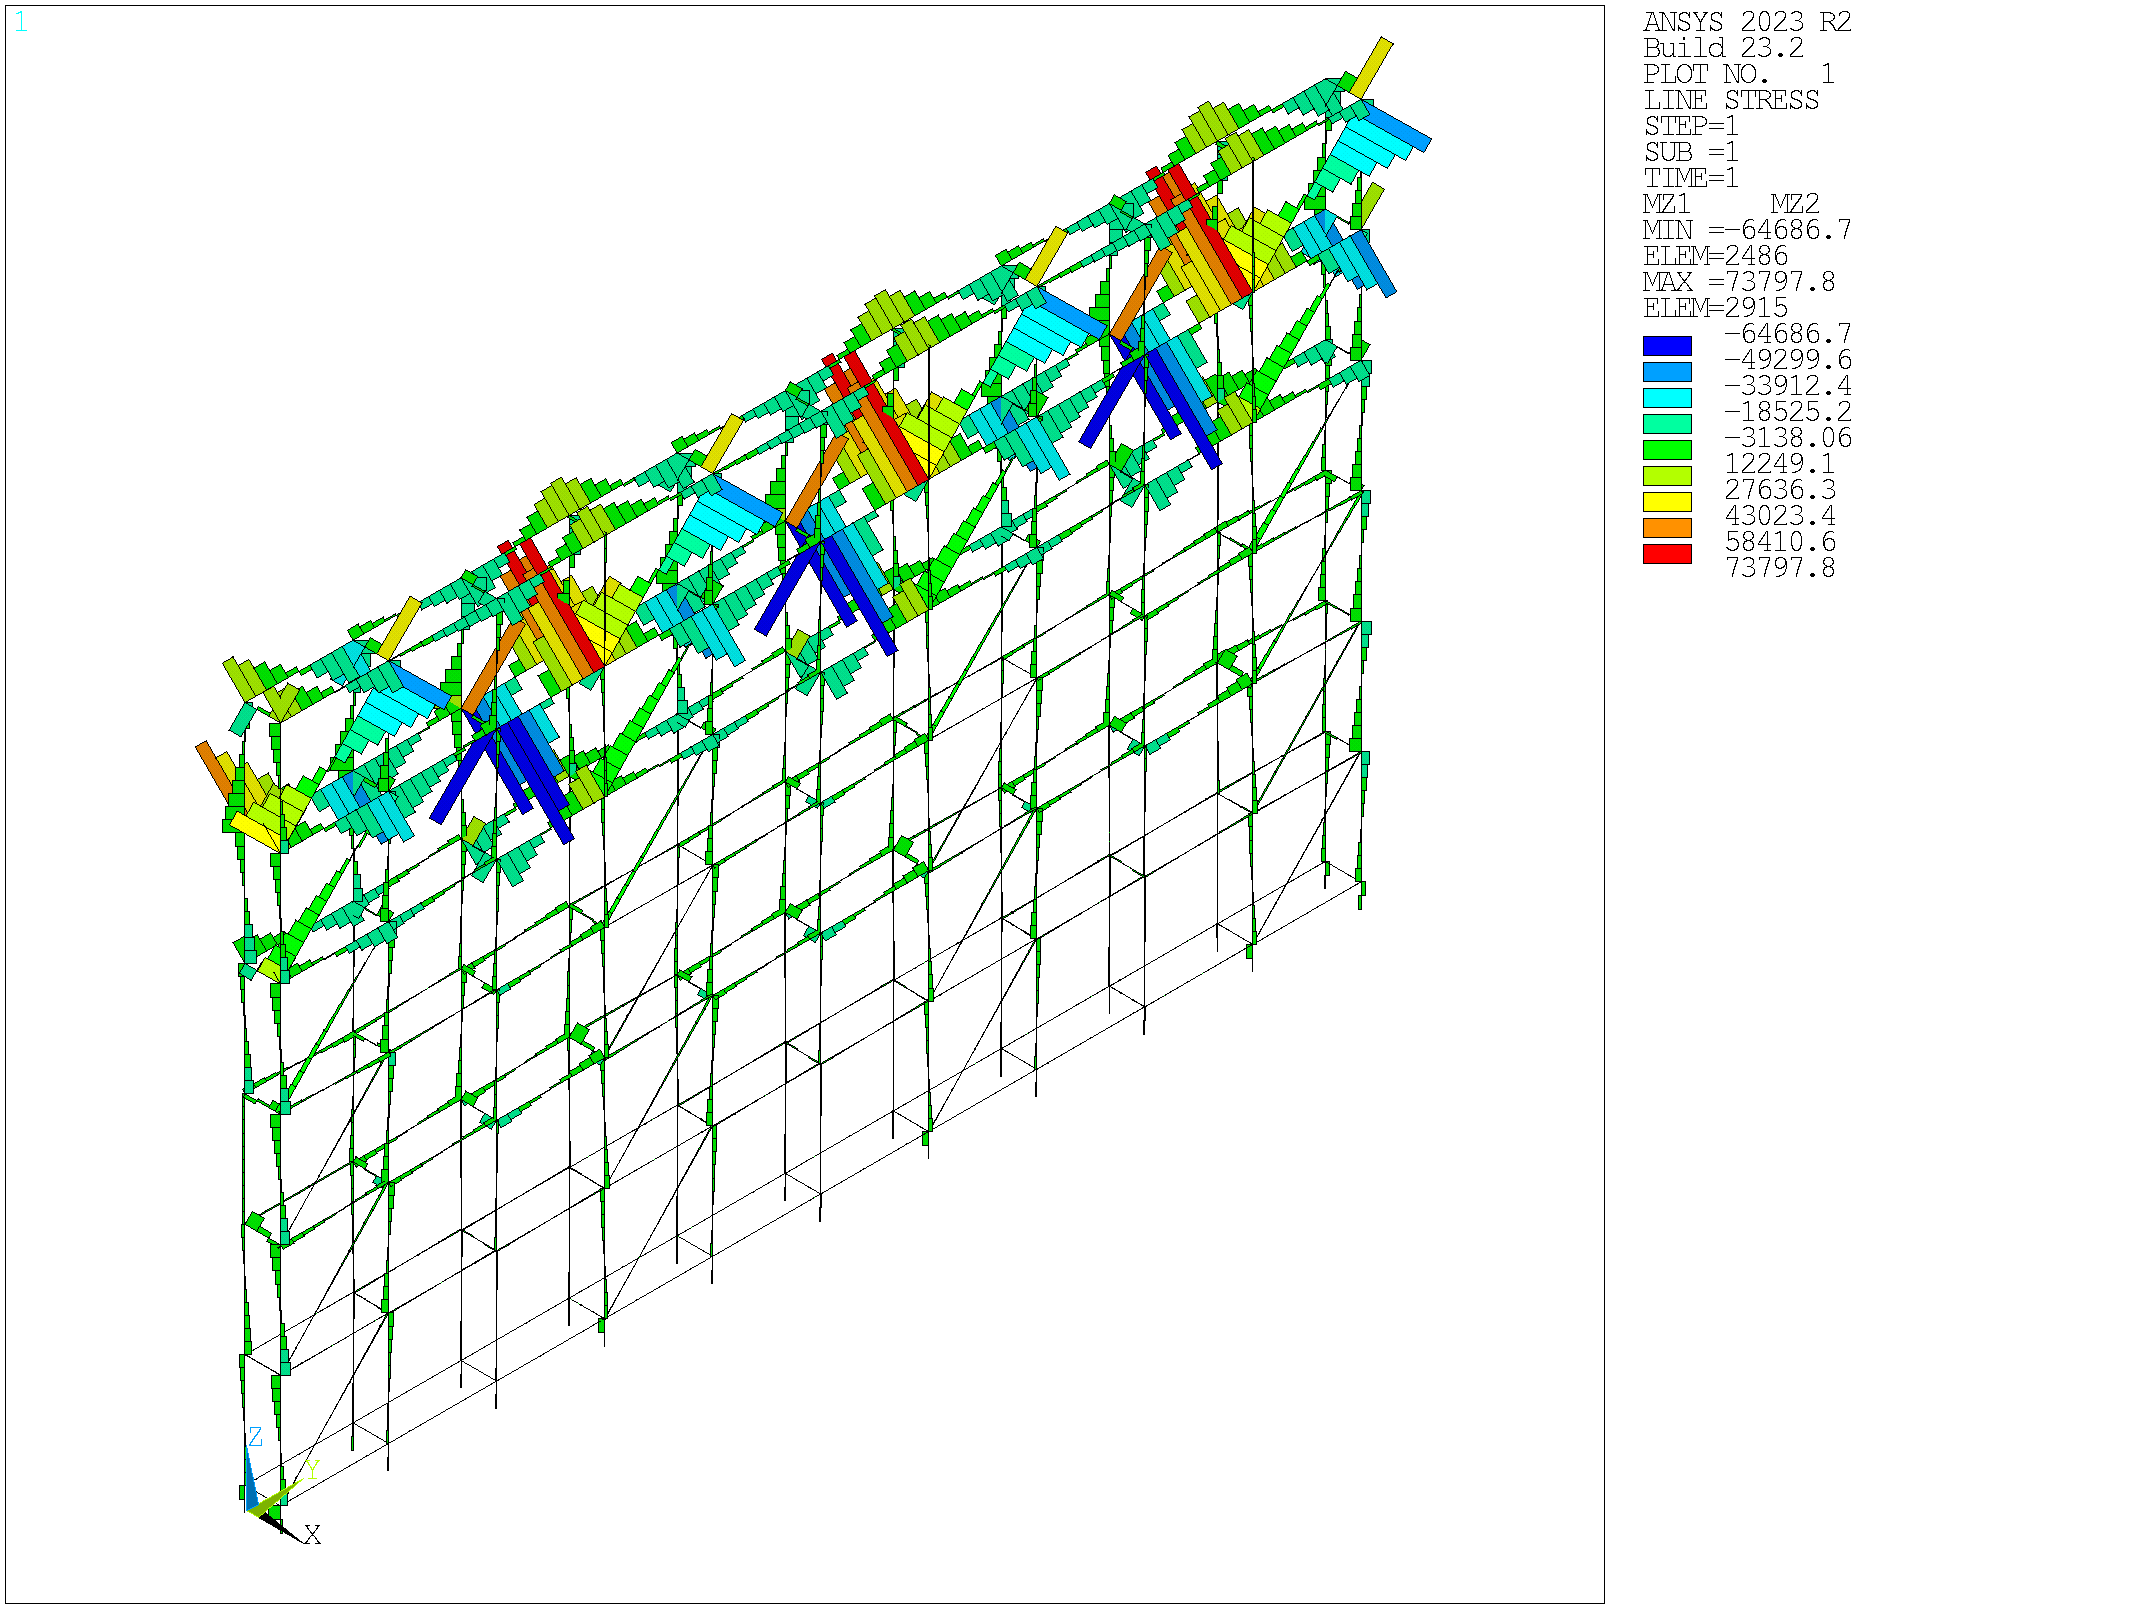 1
ANSYS 2023 R2
Build 23.2
PLOT NO.   1
LINE STRESS
STEP=1
SUB =1
TIME=1
MZ1     MZ2
MIN =-64686.7
ELEM=2486
MAX =73797.8
ELEM=2915
-64686.7
-49299.6
-33912.4
-18525.2
-3138.06
12249.1
27636.3
43023.4
58410.6
73797.8
Z
Y
X